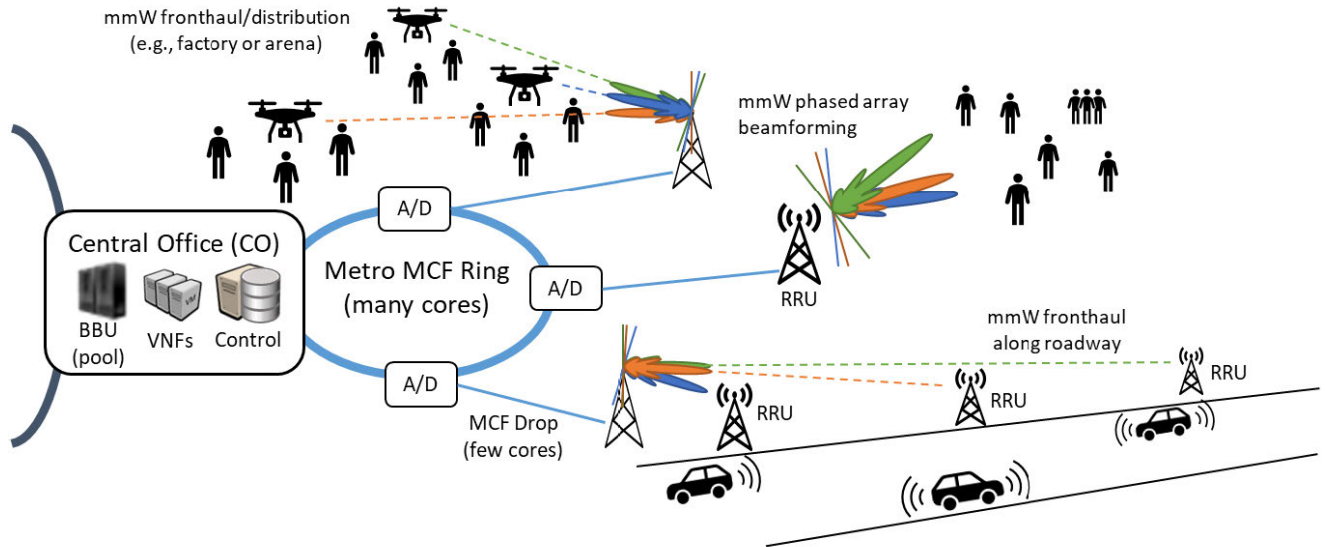 mmW fronthaul/distribution
(e.g., factory or arena)
mmW phased array
beamforming
A/D
Central Office (CO)
BBU
(pool)
VM
VNFs
Control
Metro MCF Ring
(many cores)
A/D
RRU
A/D
MCF Drop
(few cores)
mmW fronthaul
along roadway
RRU
RRU
RRU